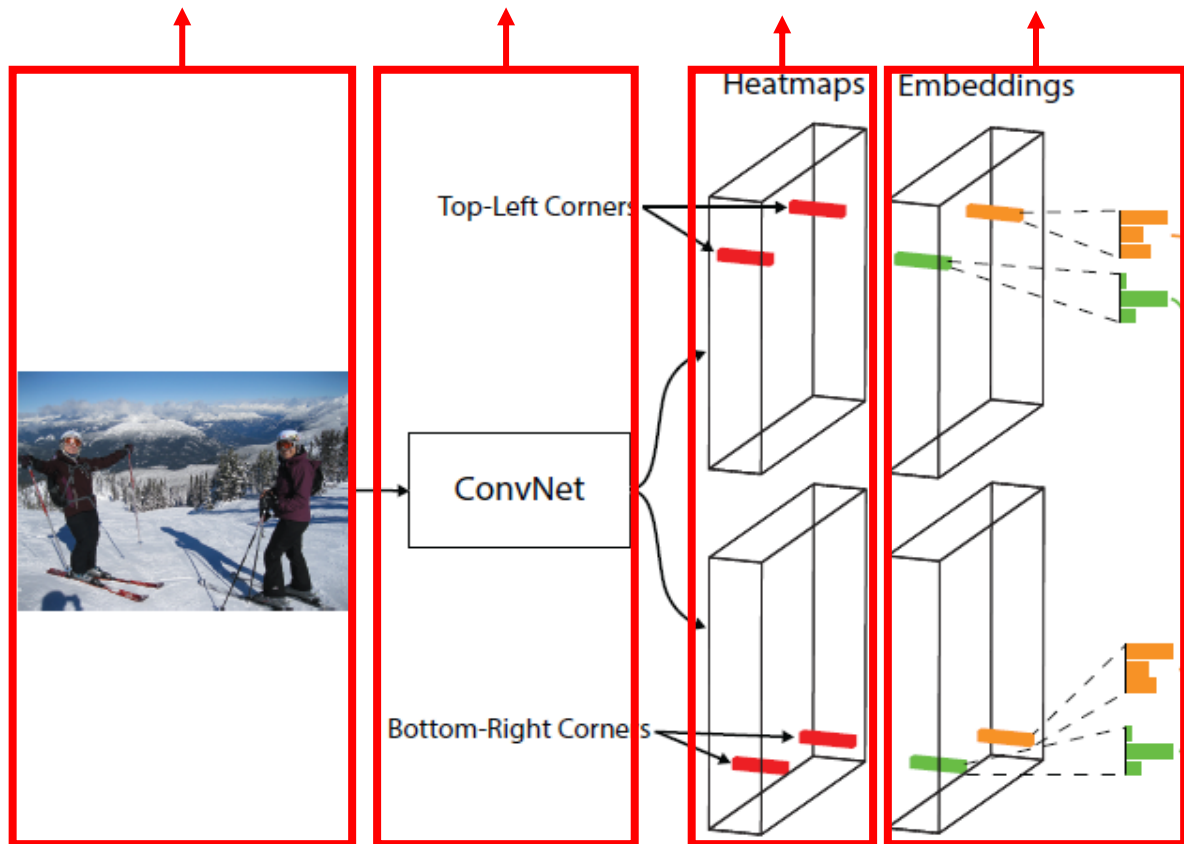 Heatmaps
Embeddings
Top-Left Corners
ConvNet
Bottom-Right Corners